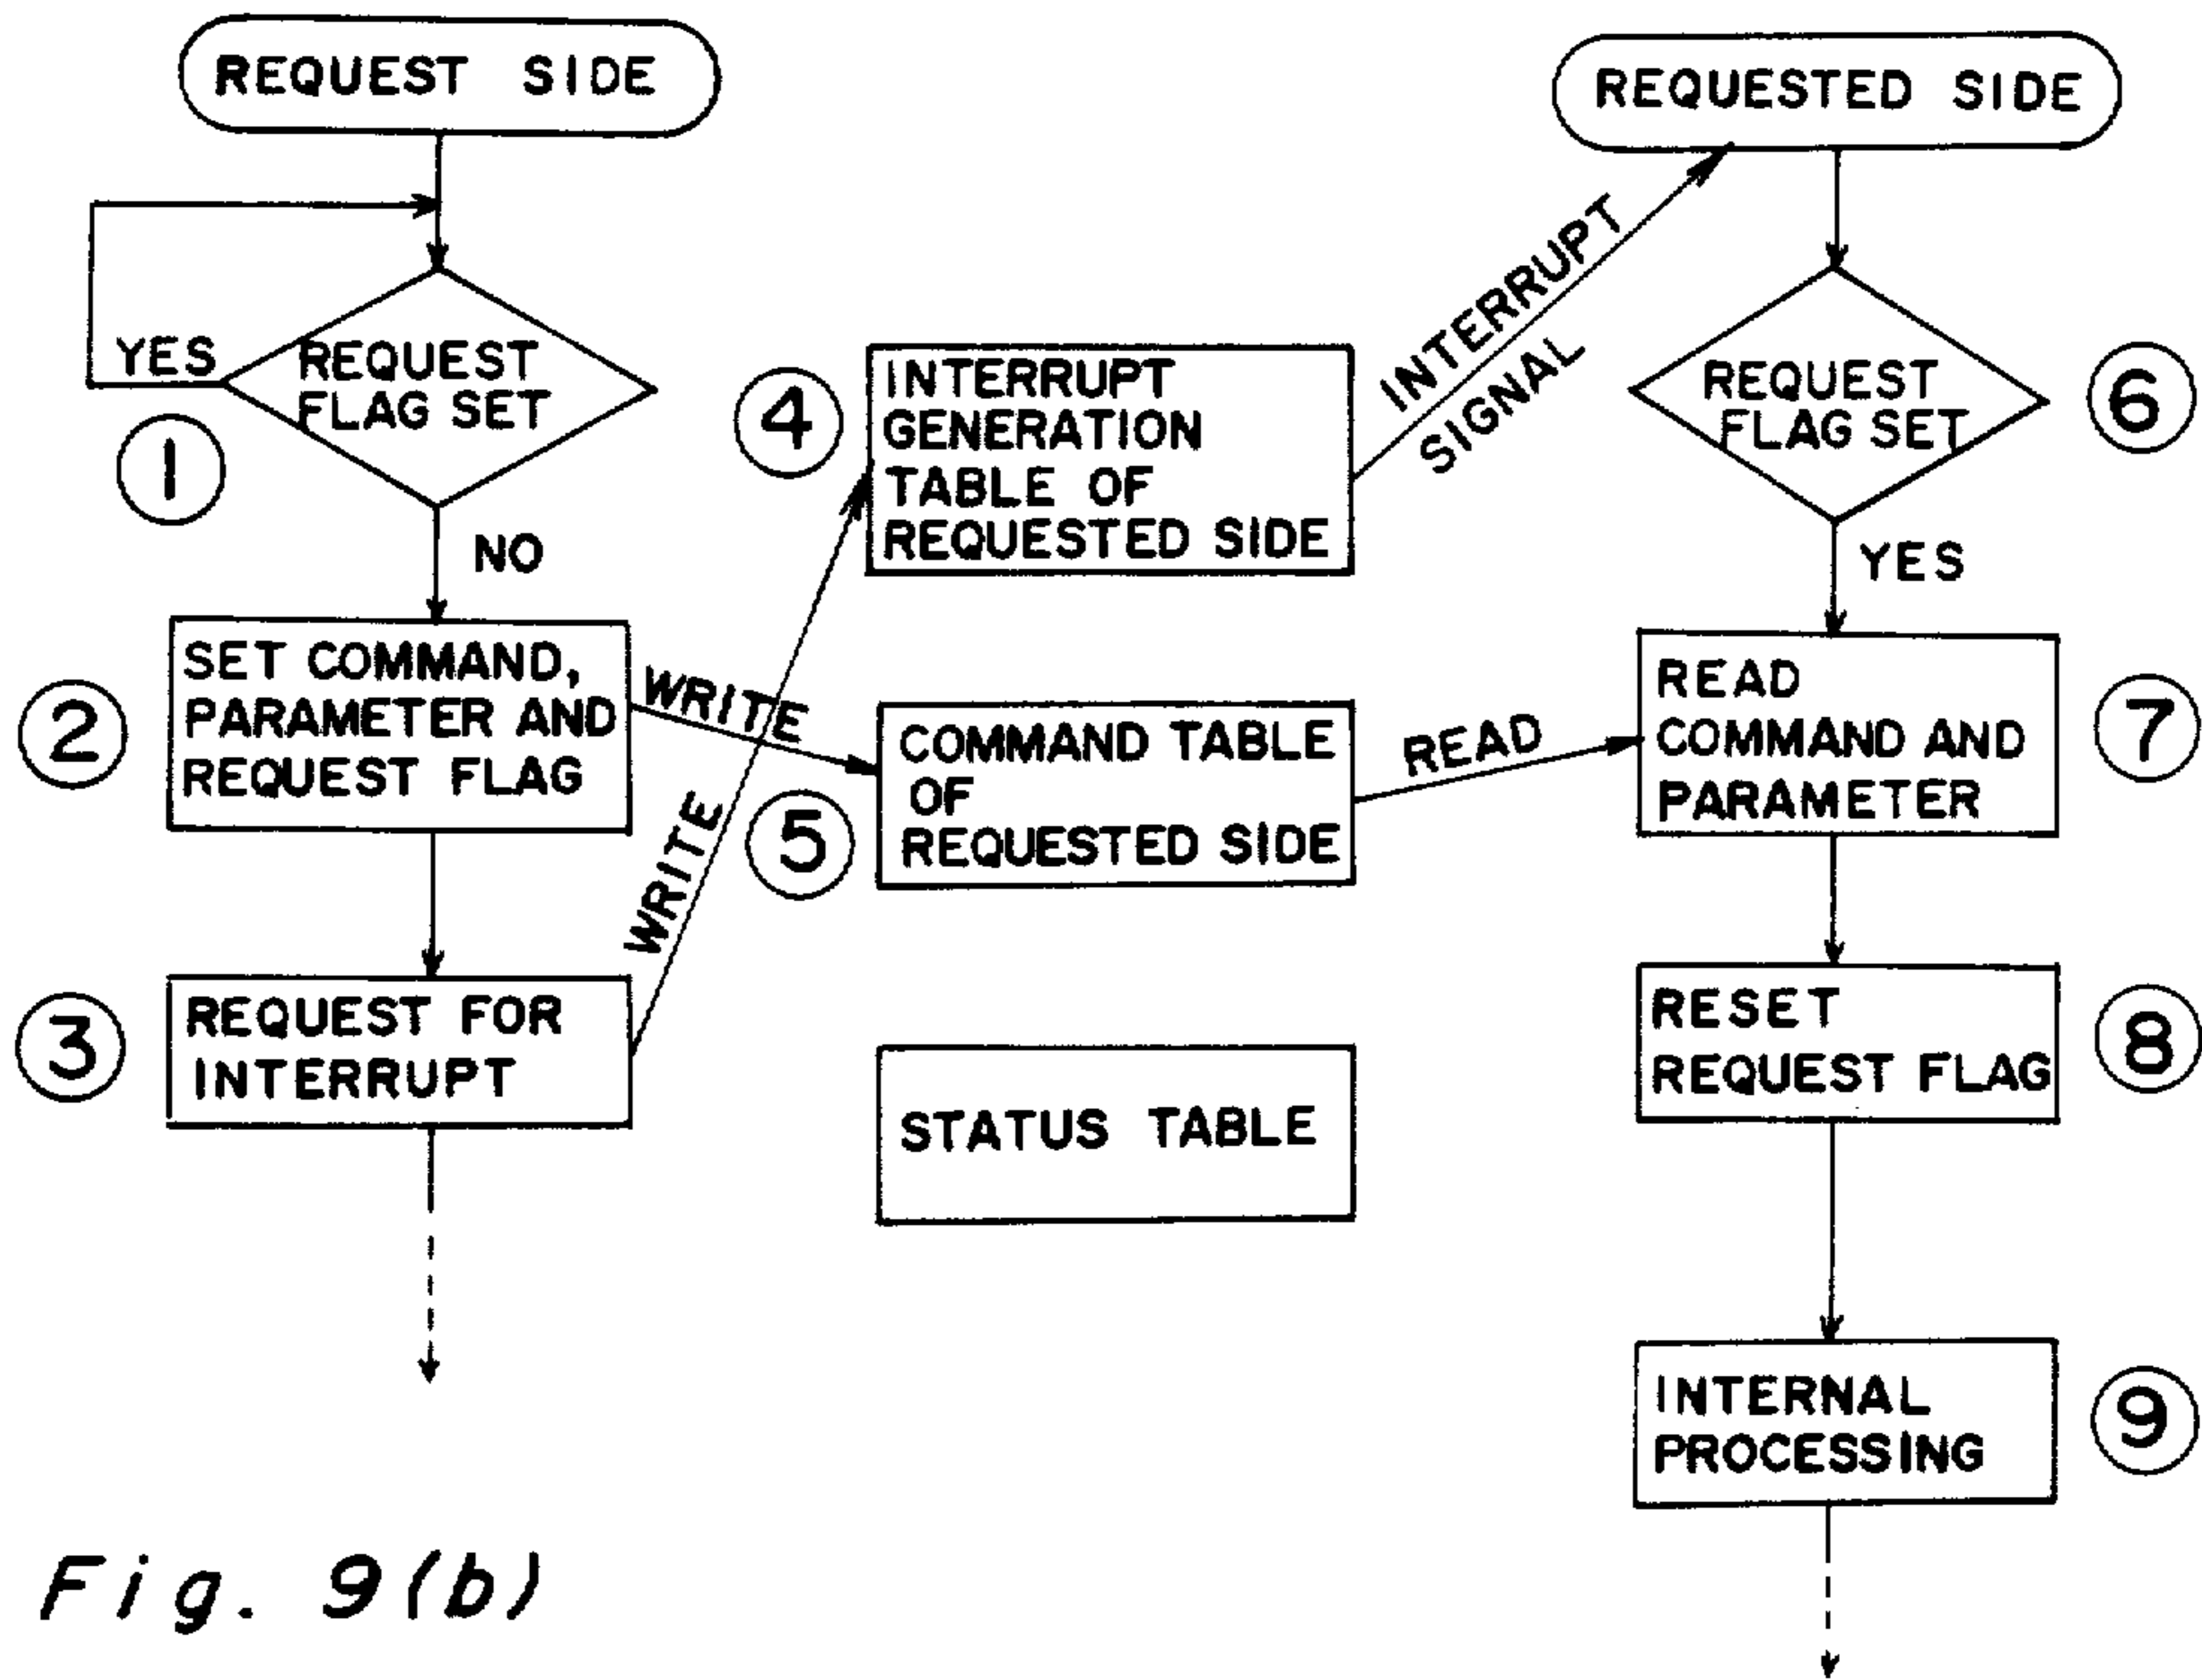 REQUEST SIDE
YES
REQUEST
FLAG SET
1
NO
SET COMMAND,
PARAMETER AND
REQUEST FLAG
2
REQUEST FOR
INTERRUPT
3
WRITE
WRITE
4
INTERRUPT
GENERATION
TABLE OF
REQUESTED SIDE
5
COMMAND TABLE
OF
REQUESTED SIDE
STATUS TABLE
INTERRUPT
SIGNAL
READ
REQUESTED SIDE
REQUEST
FLAG SET
6
YES
READ
COMMAND AND
PARAMETER
7
RESET
REQUEST FLAG
8
INTERNAL
PROCESSING
9
Fig. 9(b)